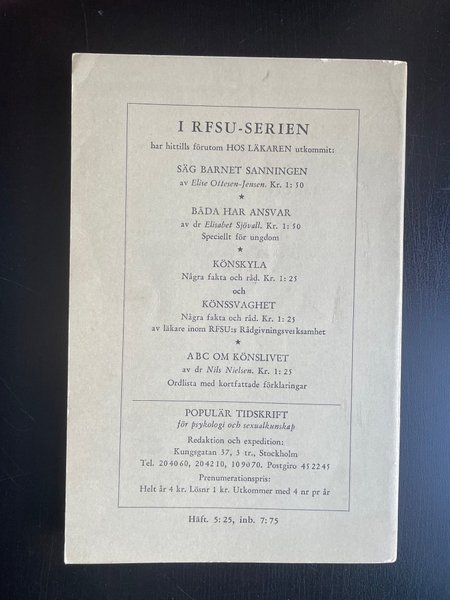 I RFSU-SERIEN
har hittills förutom HOS LÄKAREN utkommit:
SÄG BARNET SANNINGEN
av Elise Ottesen-Jensen. Kr. 1: 50
★
BÅDA HAR ANSVAR
av dr Elisabet Sjövall. Kr. 1: 50
Speciellt för ungdom
★
KÖNSKYLA
Några fakta och råd. Kr. 1: 25
och
KÖNSSVAGHET
Några fakta och råd. Kr. 1: 25
av läkare inom RFSU:s Rådgivningsverksamhet
★
ABC OM KÖNSLIVET
av dr Nils Nielsen. Kr. 1: 25
Ordlista med kortfattade förklaringar
POPULÄR TIDSKRIFT
för psykologi och sexualkunskap
Redaktion och expedition:
Kungsgatan 37, 3 tr., Stockholm
Tel. 204060, 204210, 109070. Postgiro 452245
Prenumerationspris:
Helt år 4 kr. Lösnr 1 kr. Utkommer med 4 nr pr år
Häft. 5: 25, inb. 7: 75